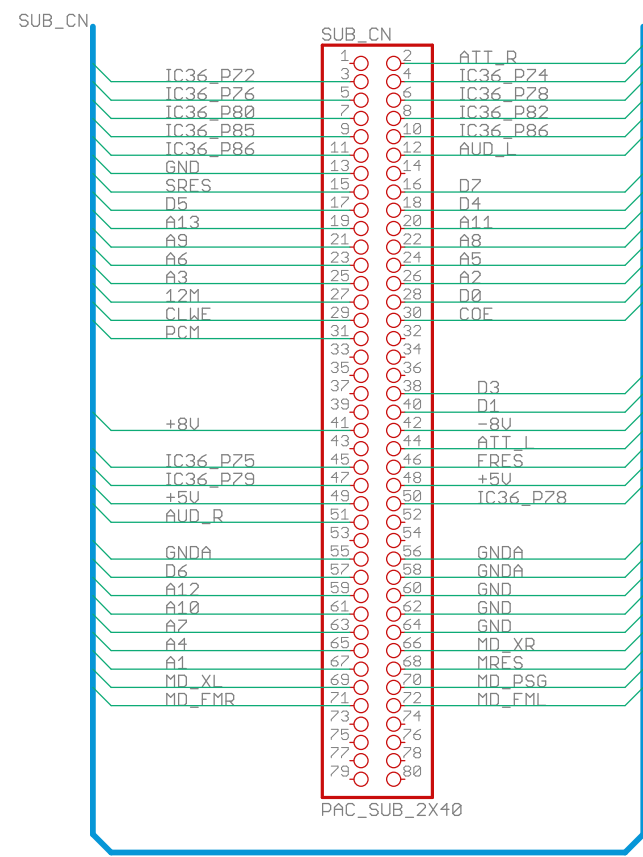 SUB_CN
SUB_CN
1 2 ATT_R
IC36_P72 3 4 IC36_P74
IC36_P76 5 6 IC36_P78
IC36_P80 7 8 IC36_P82
IC36_P85 9 10 IC36_P86
IC36_P86 11 12 AUD_L
GND 13 14
SRES 15 16 D7
D5 17 18 D4
A13 19 20 A11
A9 21 22 A8
A6 23 24 A5
A3 25 26 A2
12M 27 28 D0
CLWE 29 30 COE
PCM 31 32
33 34
35 36
37 38 D3
39 40 D1
+8V 41 42 -8V
43 44 ATT_L
IC36_P75 45 46 FRES
IC36_P79 47 48 +5V
+5V 49 50 IC36_P78
AUD_R 51 52
53 54
GNDA 55 56 GNDA
D6 57 58 GNDA
A12 59 60 GND
A10 61 62 GND
A7 63 64 GND
A4 65 66 MD_XR
A1 67 68 MRES
MD_XL 69 70 MD_PSG
MD_FMR 71 72 MD_FML
73 74
75 76
77 78
79 80
PAC_SUB_2X40